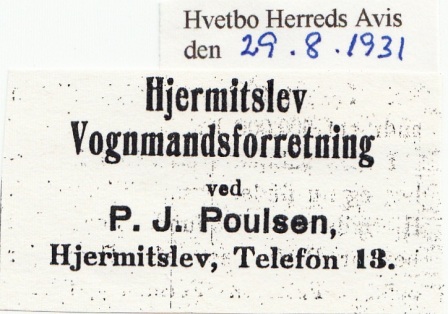 Hvetbo Herreds Avis
den 29.8.1931
Hjermitslev
Vognmandsforretning
ved
P. J. Poulsen,
Hjermitslev, Telefon 13.